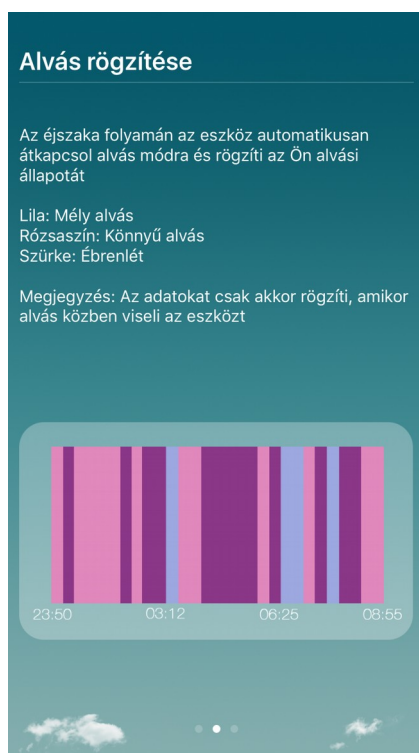 Alvás rögzítése
Az éjszaka folyamán az eszköz automatikusan
átkapcsol alvás módra és rögzíti az Ön alvási
állapotát
Lila: Mély alvás
Rózsaszín: Könnyű alvás
Szürke: Ébrenlét
Megjegyzés: Az adatokat csak akkor rögzíti, amikor
alvás közben viseli az eszközt
23:50 03:12 06:25 08:55